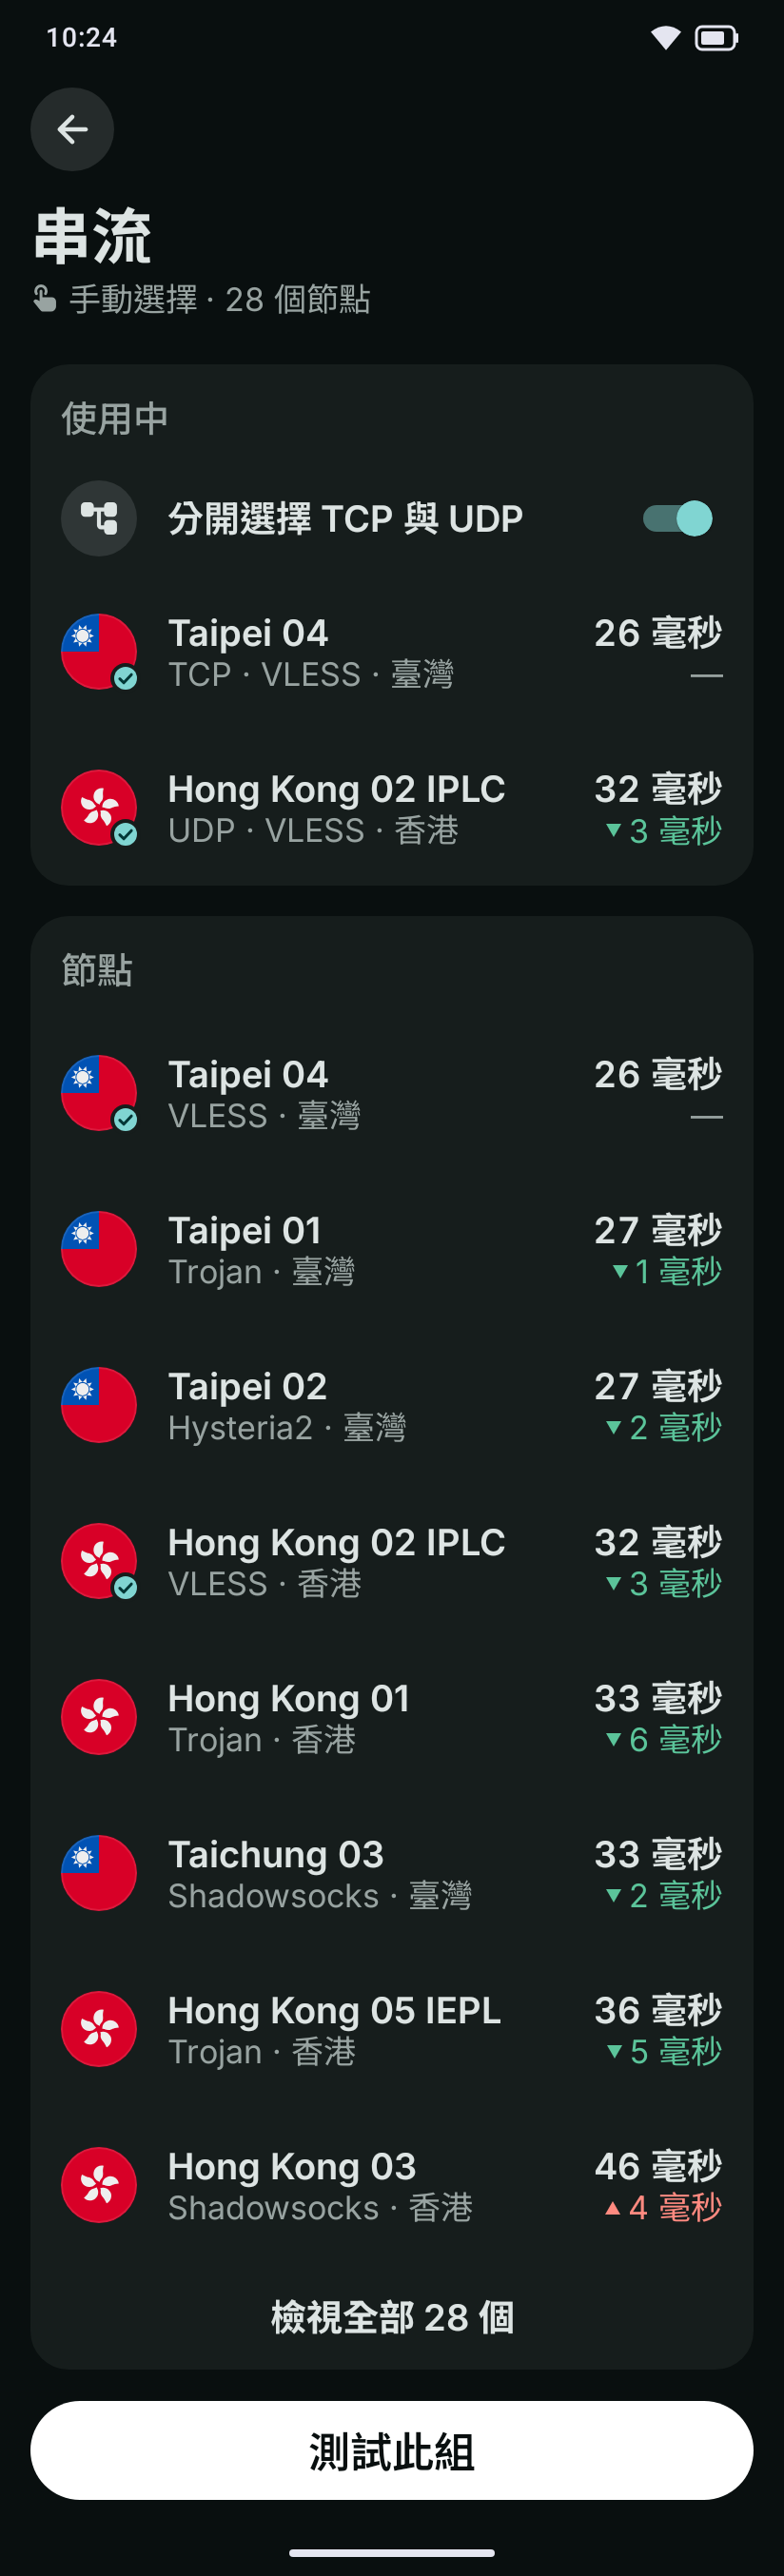 10:24
串流
手動選擇 · 28 個節點
使用中
分開選擇 TCP 與 UDP
Taipei 04
26 毫秒
TCP · VLESS · 臺灣
—
Hong Kong 02 IPLC
32 毫秒
UDP · VLESS · 香港
▼3 毫秒
節點
Taipei 04
26 毫秒
VLESS · 臺灣
—
Taipei 01
27 毫秒
Trojan · 臺灣
▼1 毫秒
Taipei 02
27 毫秒
Hysteria2 · 臺灣
▼2 毫秒
Hong Kong 02 IPLC
32 毫秒
VLESS · 香港
▼3 毫秒
Hong Kong 01
33 毫秒
Trojan · 香港
▼6 毫秒
Taichung 03
33 毫秒
Shadowsocks · 臺灣
▼2 毫秒
Hong Kong 05 IEPL
36 毫秒
Trojan · 香港
▼5 毫秒
Hong Kong 03
46 毫秒
Shadowsocks · 香港
▲4 毫秒
檢視全部 28 個
測試此組